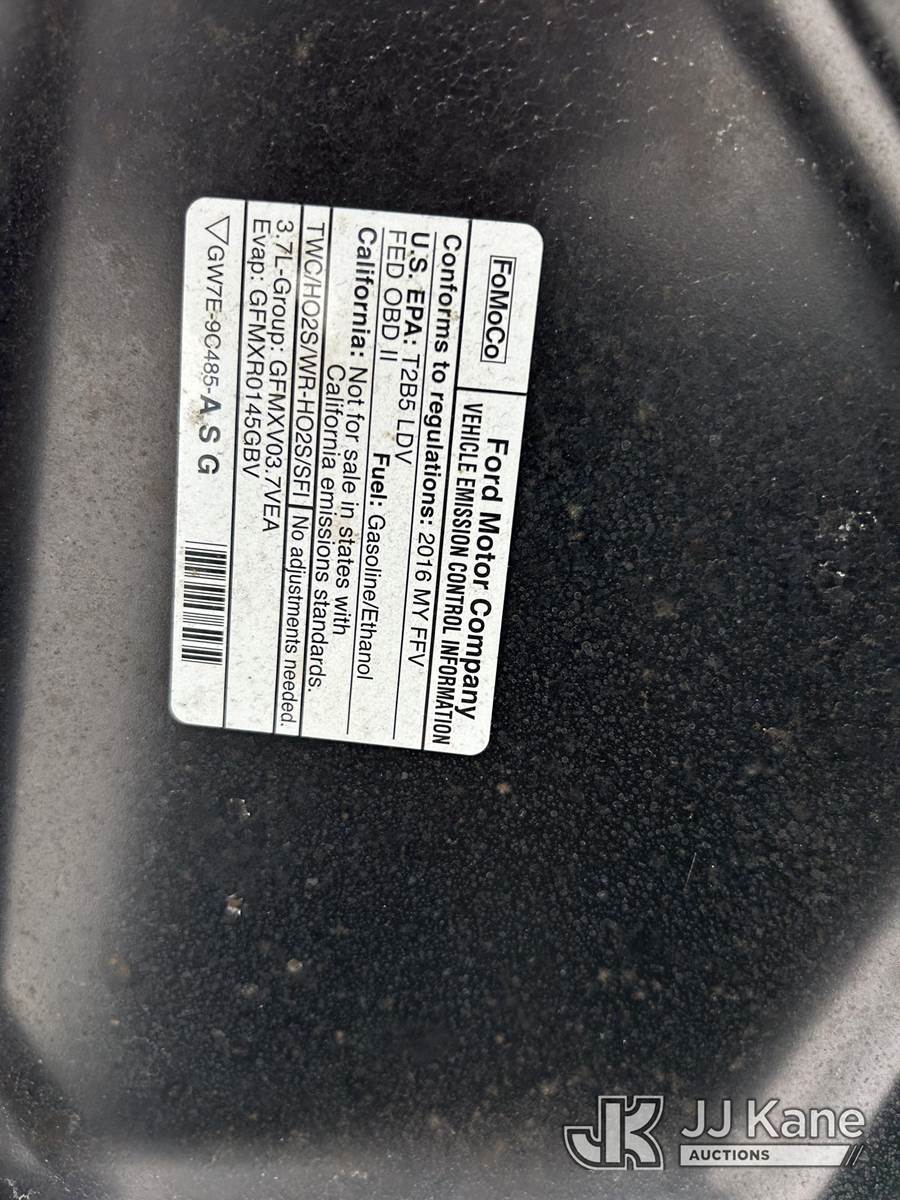 FoMoCo
Ford Motor Company
VEHICLE EMISSION CONTROL INFORMATION
Conforms to regulations: 2016 MY FFV
U.S. EPA: T2B5 LDV
FED OBD II Fuel: Gasoline/Ethanol
California: Not for sale in states with
California emissions standards.
TWC/HO2S/WR-HO2S/SFI No adjustments needed.
3.7L-Group: GFMXV03.7VEA
Evap: GFMXR0145GBV
▽GW7E-9C485-A S G
JK JJ Kane
AUCTIONS